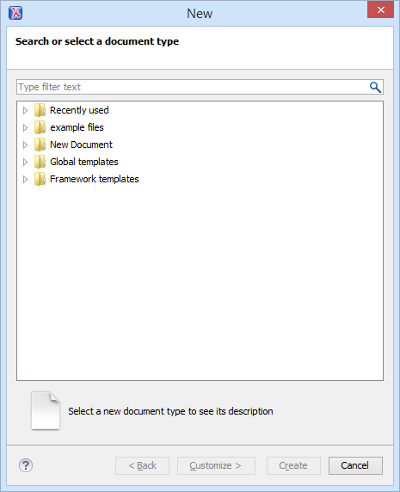 New
Search or select a document type
Type filter text
Recently used
example files
New Document
Global templates
Framework templates
Select a new document type to see its description
? < Back Customize > Create Cancel